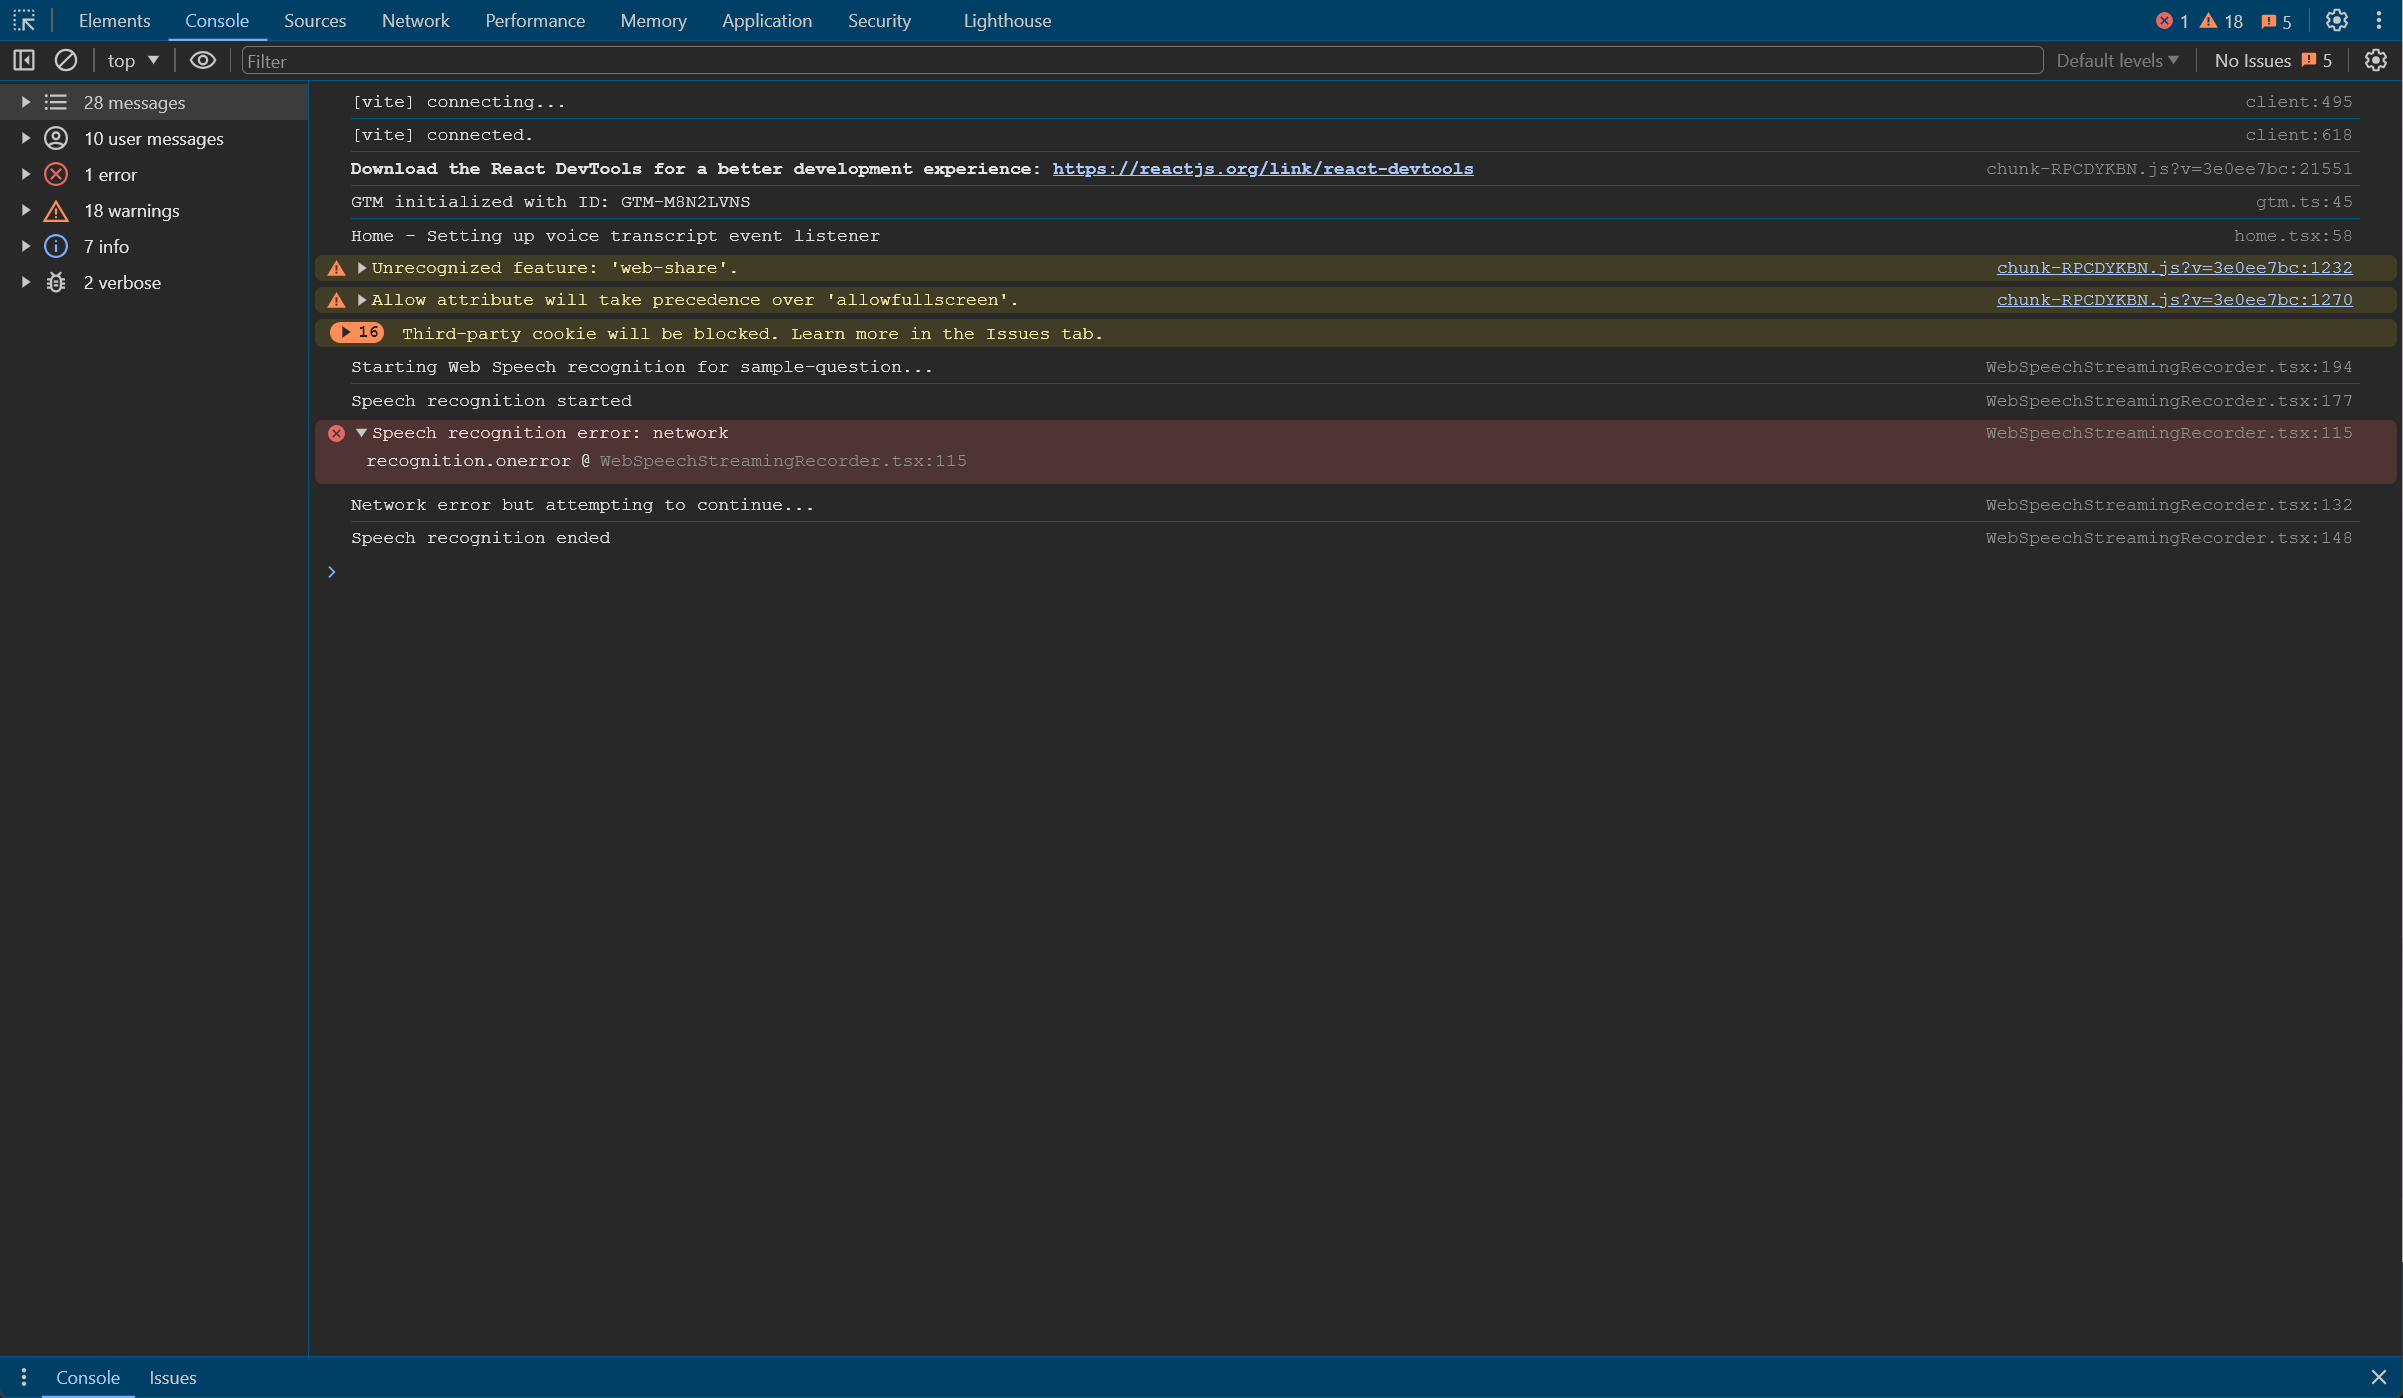 Elements Console Sources Network Performance Memory Application Security Lighthouse 1 18 5
top Filter Default levels No Issues 5
28 messages
10 user messages
1 error
18 warnings
7 info
2 verbose
[vite] connecting... client:495
[vite] connected. client:618
Download the React DevTools for a better development experience: https://reactjs.org/link/react-devtools chunk-RPCDYKBN.js?v=3e0ee7bc:21551
GTM initialized with ID: GTM-M8N2LVNS gtm.ts:45
Home - Setting up voice transcript event listener home.tsx:58
Unrecognized feature: 'web-share'. chunk-RPCDYKBN.js?v=3e0ee7bc:1232
Allow attribute will take precedence over 'allowfullscreen'. chunk-RPCDYKBN.js?v=3e0ee7bc:1270
16 Third-party cookie will be blocked. Learn more in the Issues tab.
Starting Web Speech recognition for sample-question... WebSpeechStreamingRecorder.tsx:194
Speech recognition started WebSpeechStreamingRecorder.tsx:177
Speech recognition error: network WebSpeechStreamingRecorder.tsx:115
recognition.onerror @ WebSpeechStreamingRecorder.tsx:115
Network error but attempting to continue... WebSpeechStreamingRecorder.tsx:132
Speech recognition ended WebSpeechStreamingRecorder.tsx:148
Console Issues